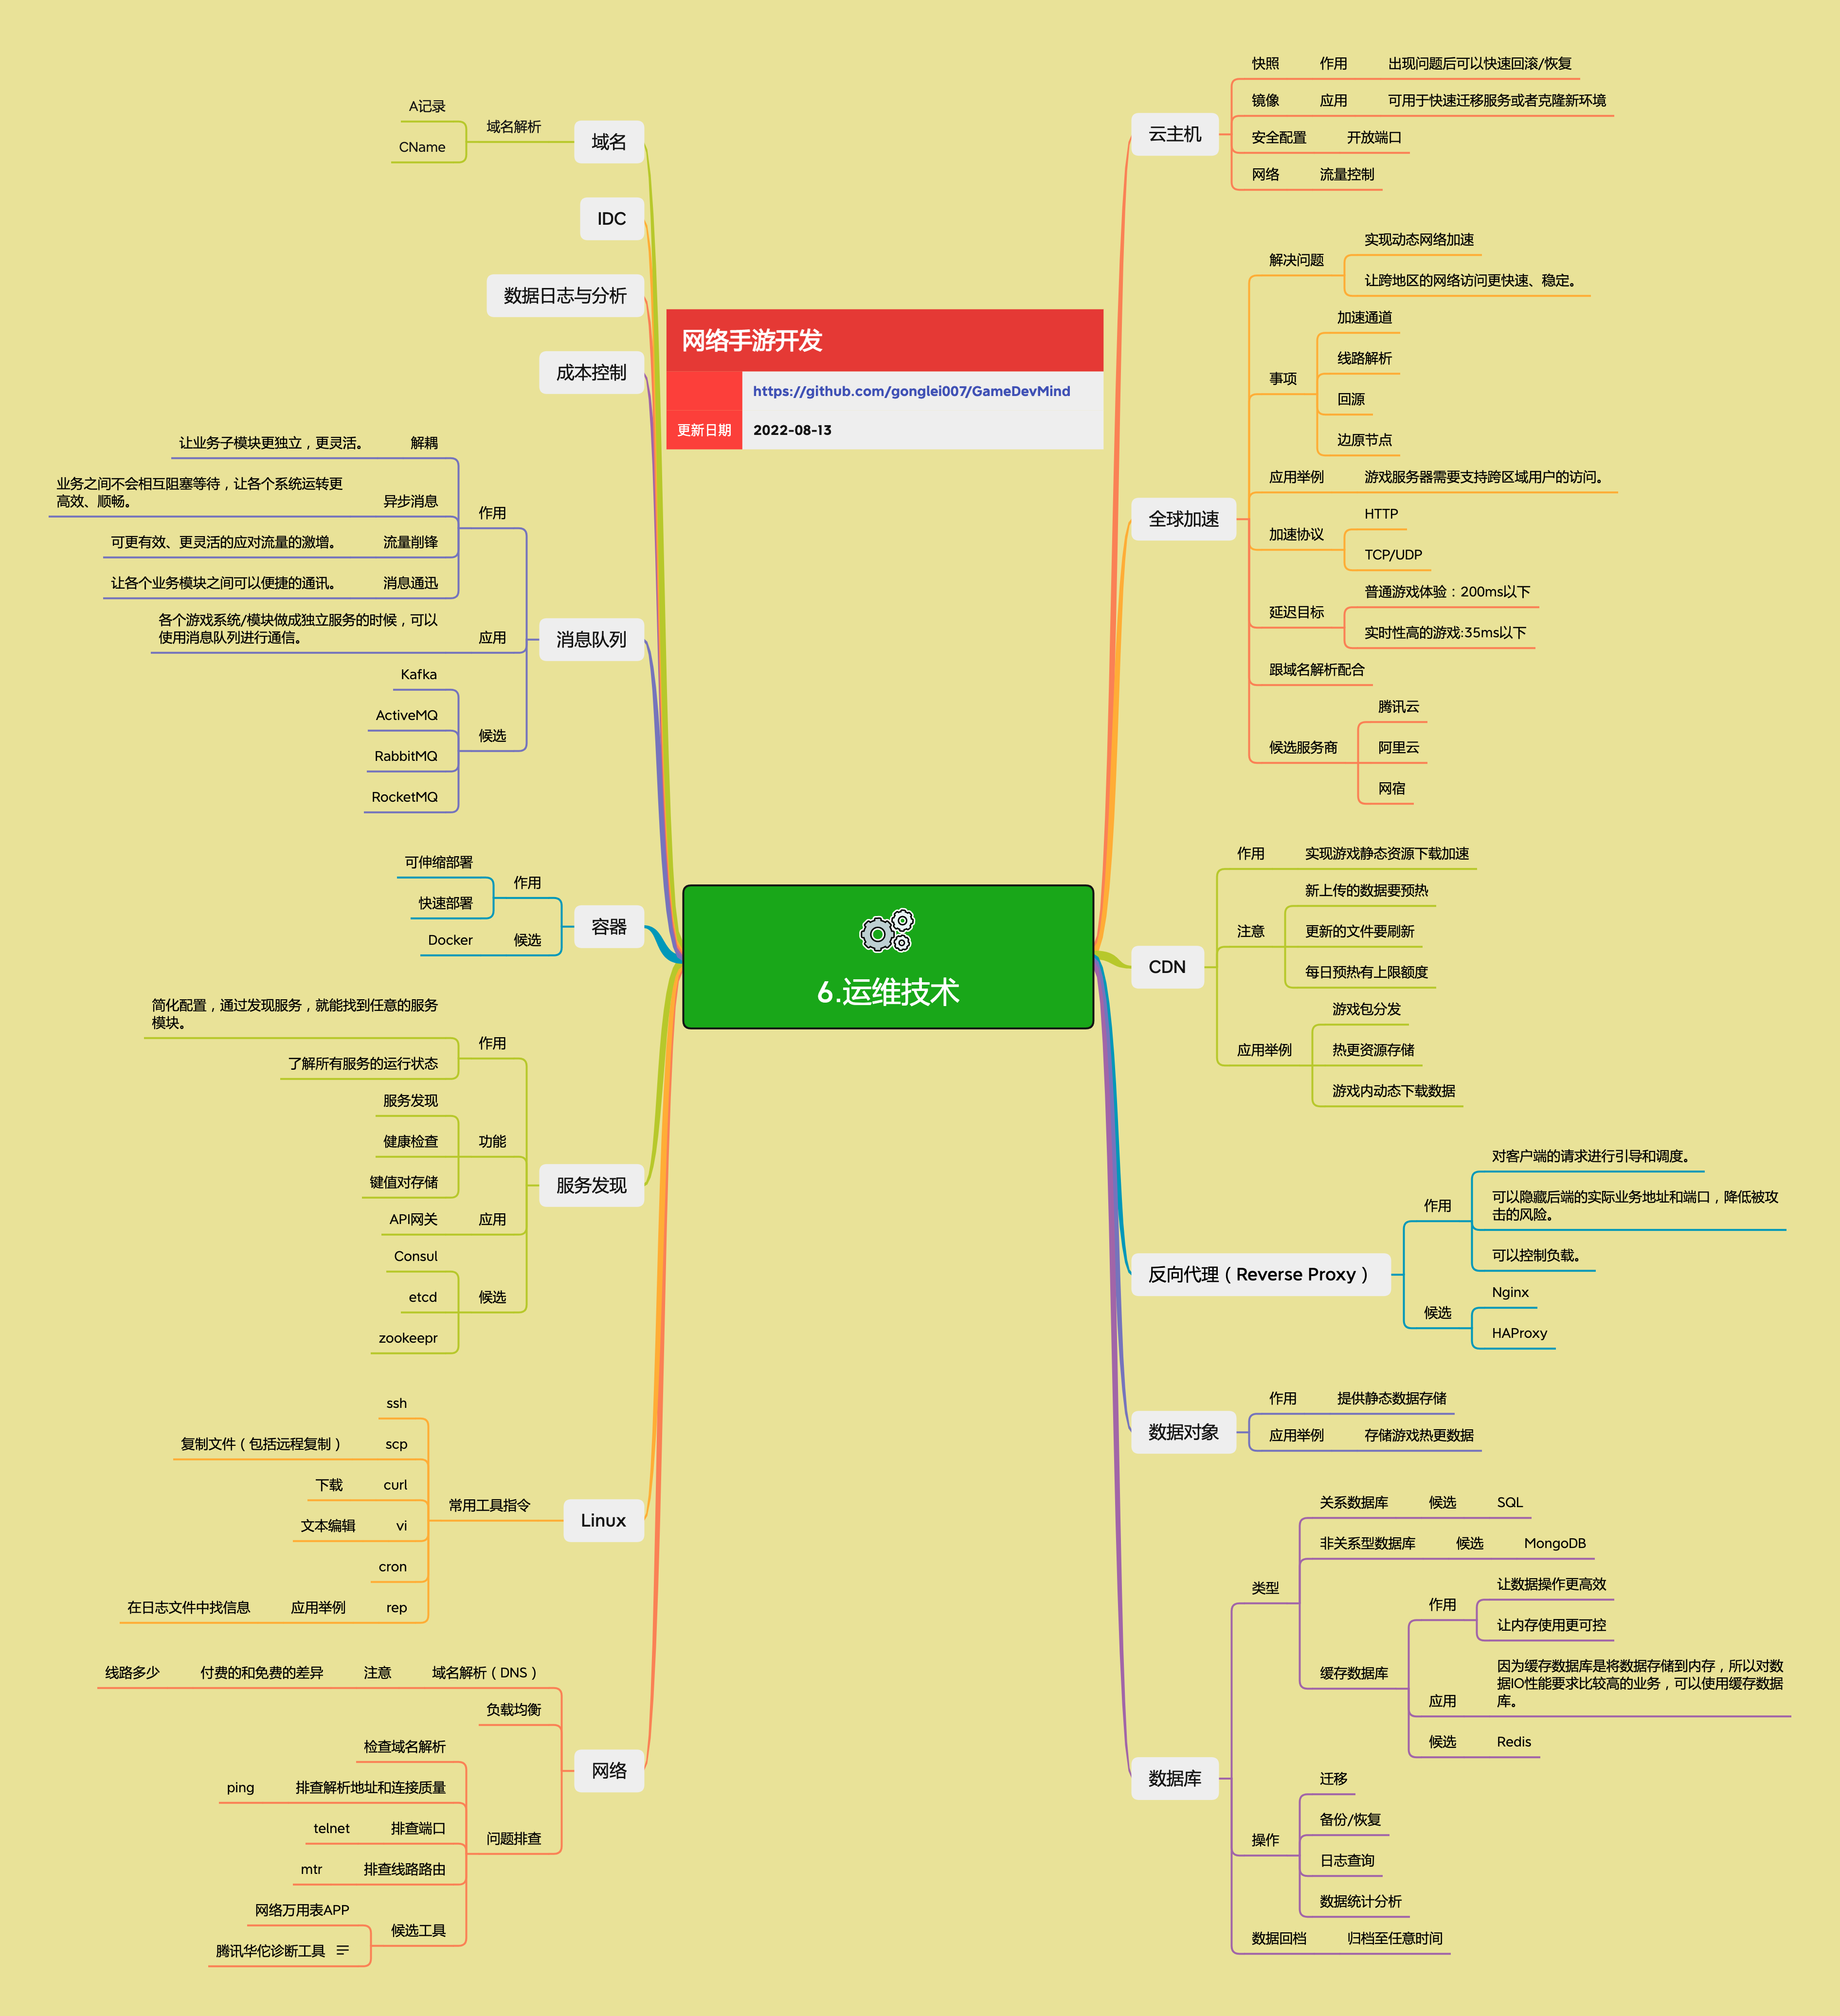 网络手游开发
https://github.com/gonglei007/GameDevMind
更新日期 2022-08-13
6.运维技术
云主机
快照 作用 出现问题后可以快速回滚/恢复
镜像 应用 可用于快速迁移服务或者克隆新环境
安全配置 开放端口
网络 流量控制
全球加速
解决问题
实现动态网络加速
让跨地区的网络访问更快速、稳定。
事项
加速通道
线路解析
回源
边原节点
应用举例 游戏服务器需要支持跨区域用户的访问。
加速协议
HTTP
TCP/UDP
延迟目标
普通游戏体验：200ms以下
实时性高的游戏:35ms以下
跟域名解析配合
候选服务商
腾讯云
阿里云
网宿
CDN
作用 实现游戏静态资源下载加速
注意
新上传的数据要预热
更新的文件要刷新
每日预热有上限额度
应用举例
游戏包分发
热更资源存储
游戏内动态下载数据
反向代理（Reverse Proxy）
作用
对客户端的请求进行引导和调度。
可以隐藏后端的实际业务地址和端口，降低被攻
击的风险。
可以控制负载。
候选
Nginx
HAProxy
数据对象
作用 提供静态数据存储
应用举例 存储游戏热更数据
数据库
类型
关系数据库 候选 SQL
非关系型数据库 候选 MongoDB
缓存数据库
作用
让数据操作更高效
让内存使用更可控
应用
因为缓存数据库是将数据存储到内存，所以对数
据IO性能要求比较高的业务，可以使用缓存数据
库。
候选 Redis
操作
迁移
备份/恢复
日志查询
数据统计分析
数据回档 归档至任意时间
域名
域名解析
A记录
CName
IDC
数据日志与分析
成本控制
消息队列
作用
让业务子模块更独立，更灵活。 解耦
业务之间不会相互阻塞等待，让各个系统运转更
高效、顺畅。 异步消息
可更有效、更灵活的应对流量的激增。 流量削锋
让各个业务模块之间可以便捷的通讯。 消息通迅
各个游戏系统/模块做成独立服务的时候，可以
使用消息队列进行通信。 应用
候选
Kafka
ActiveMQ
RabbitMQ
RocketMQ
容器
作用
可伸缩部署
快速部署
Docker 候选
服务发现
作用
简化配置，通过发现服务，就能找到任意的服务
模块。
了解所有服务的运行状态
功能
服务发现
健康检查
键值对存储
API网关 应用
候选
Consul
etcd
zookeepr
Linux
常用工具指令
ssh
复制文件（包括远程复制） scp
下载 curl
文本编辑 vi
cron
在日志文件中找信息 应用举例 rep
网络
线路多少 付费的和免费的差异 注意 域名解析（DNS）
负载均衡
问题排查
检查域名解析
ping 排查解析地址和连接质量
telnet 排查端口
mtr 排查线路路由
候选工具
网络万用表APP
腾讯华佗诊断工具